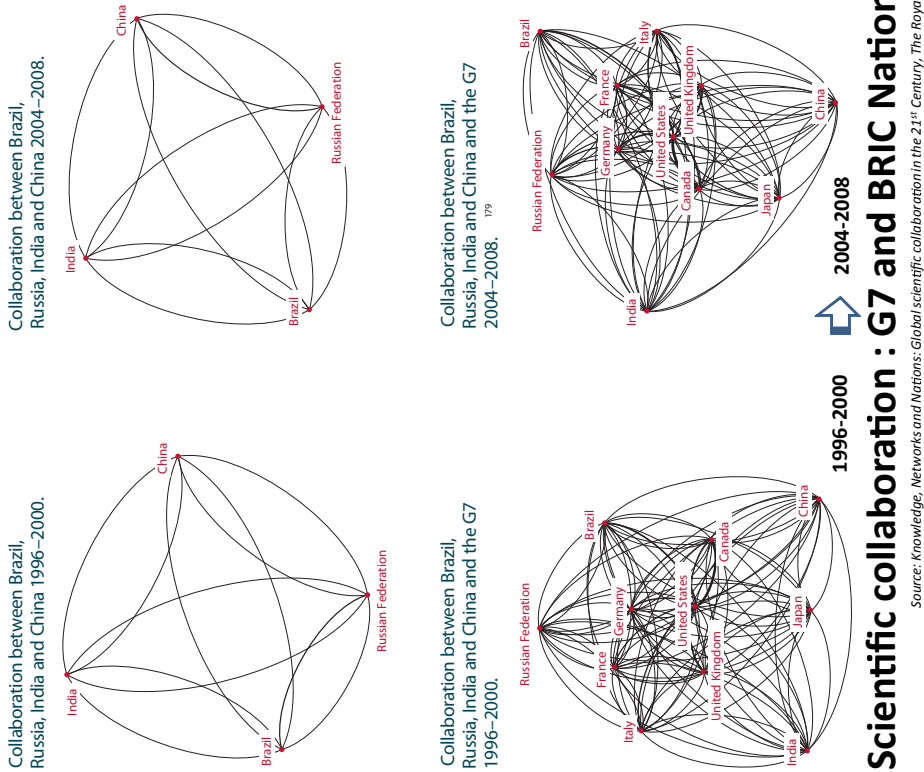 Collaboration between Brazil,
Russia, India and China 1996–2000.
India
China
Brazil
Russian Federation
Collaboration between Brazil,
Russia, India and China 2004–2008.
China
India
Brazil
Russian Federation
Collaboration between Brazil,
Russia, India and China and the G7
1996–2000.
Russian Federation
Brazil
France
Germany
Italy
United States
Canada
United Kingdom
Japan
India
China
Collaboration between Brazil,
Russia, India and China and the G7
2004–2008.
179
Brazil
Russian Federation
France
Germany
Italy
India
United States
United Kingdom
Canada
Japan
China
1996-2000
2004-2008
Scientific collaboration : G7 and BRIC Nation
Source: Knowledge, Networks and Nations: Global scientific collaboration in the 21st Century, The Roya